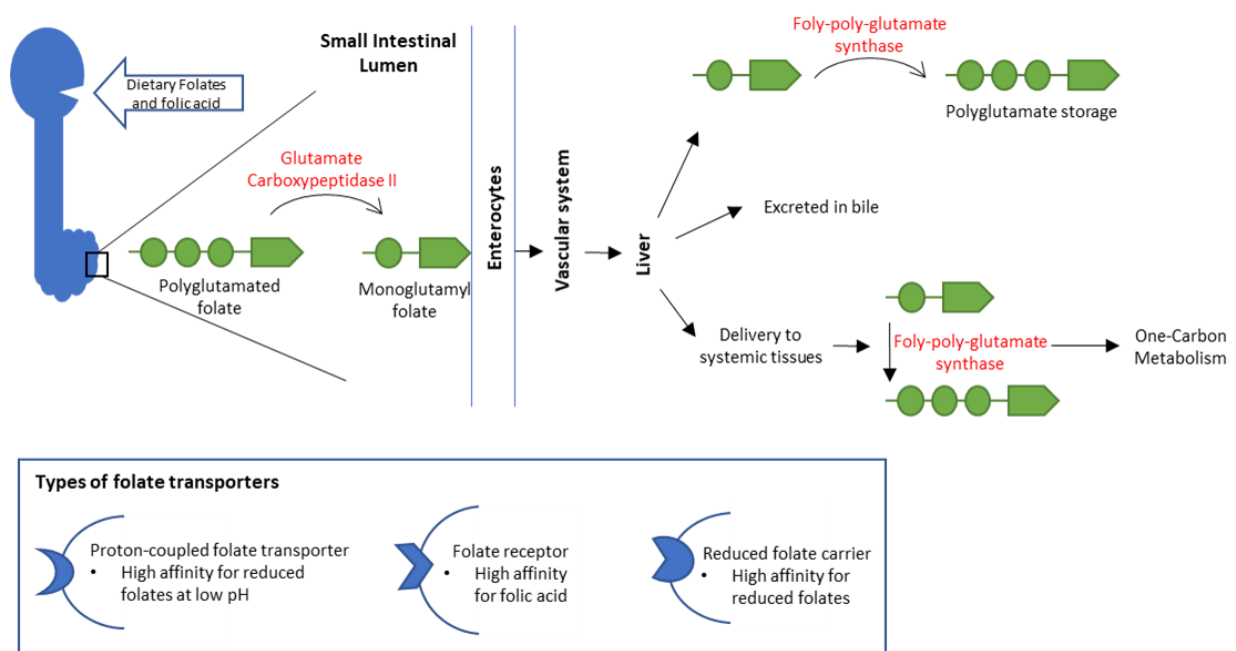 Dietary Folates
and folic acid
Small Intestinal
Lumen
Glutamate
Carboxypeptidase II
Polyglutamated
folate
Monoglutamyl
folate
Enterocytes
Vascular system
Liver
Foly-poly-glutamate
synthase
Polyglutamate storage
Excreted in bile
Delivery to
systemic tissues
Foly-poly-glutamate
synthase
One-Carbon
Metabolism
Types of folate transporters
Proton-coupled folate transporter
• High affinity for reduced
folates at low pH
Folate receptor
• High affinity
for folic acid
Reduced folate carrier
• High affinity for
reduced folates